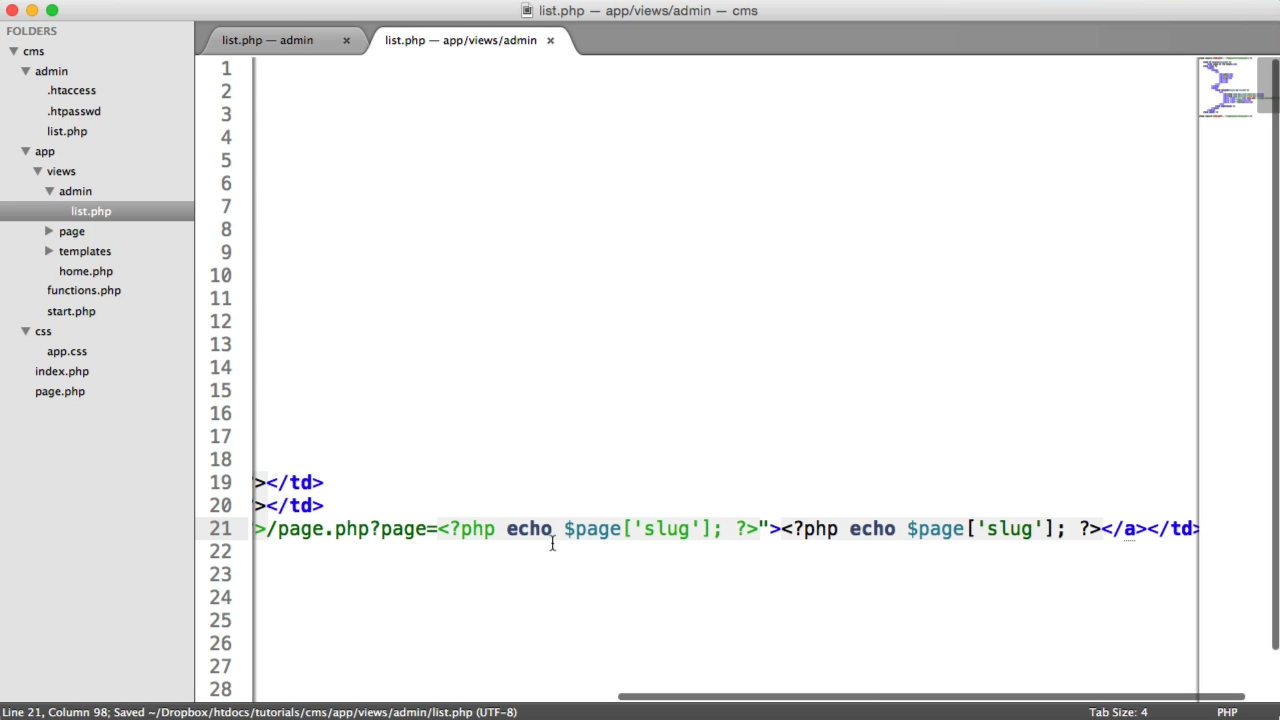 list.php — app/views/admin — cms
FOLDERS
cms
admin
.htaccess
.htpasswd
list.php
app
views
admin
list.php
page
templates
home.php
functions.php
start.php
css
app.css
index.php
page.php
list.php — admin ×
list.php — app/views/admin ×
1
2
3
4
5
6
7
8
9
10
11
12
13
14
15
16
17
18
19 ></td>
20 ></td>
21 >/page.php?page=<?php echo $page['slug']; ?>"><?php echo $page['slug']; ?></a></td>
22
23
24
25
26
27
28
Line 21, Column 98; Saved ~/Dropbox/htdocs/tutorials/cms/app/views/admin/list.php (UTF-8)
Tab Size: 4
PHP